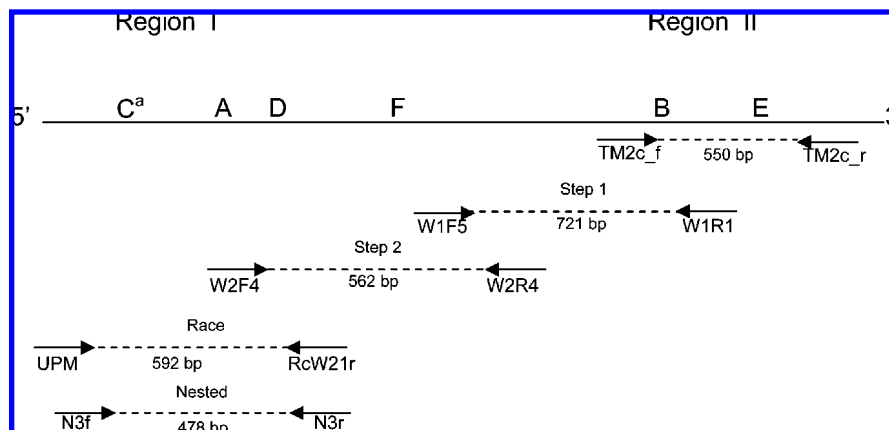 Region I Region II
5' Cª A D F B E 3
TM2c_f 550 bp TM2c_r
Step 1
W1F5 721 bp W1R1
Step 2
W2F4 562 bp W2R4
Race
UPM 592 bp RcW21r
Nested
N3f 478 bp N3r